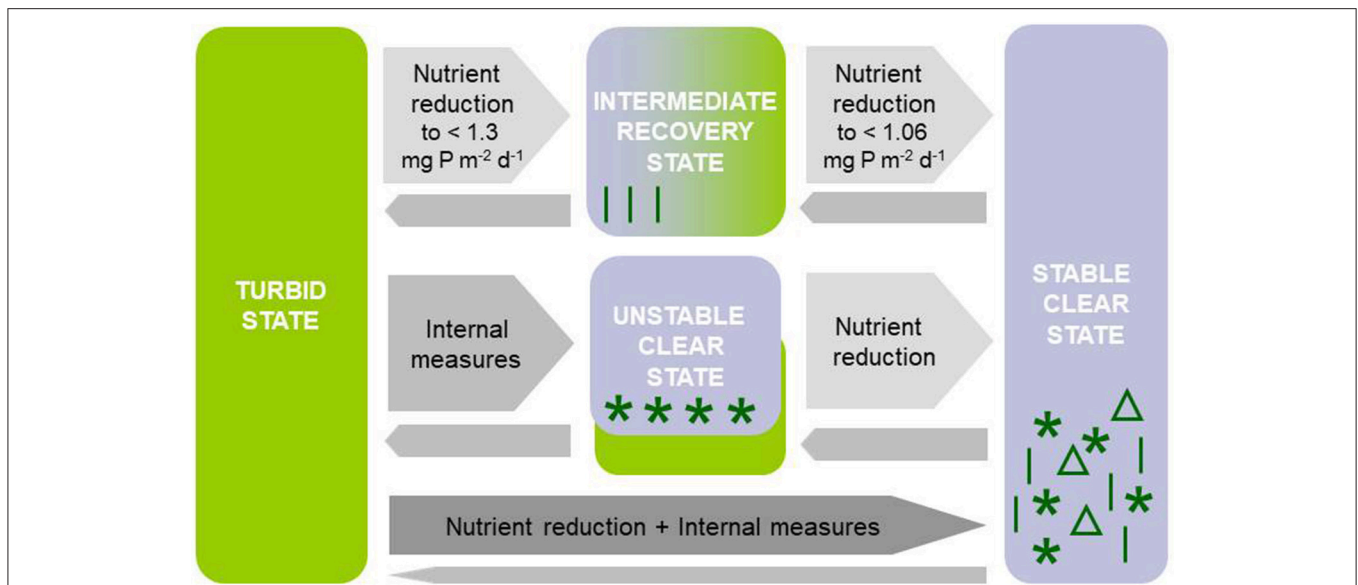 Nutrient
reduction
to < 1.3
mg P m⁻² d⁻¹
INTERMEDIATE
RECOVERY
STATE
Nutrient
reduction
to < 1.06
mg P m⁻² d⁻¹
TURBID
STATE
Internal
measures
UNSTABLE
CLEAR
STATE
Nutrient
reduction
STABLE
CLEAR
STATE
Nutrient reduction + Internal measures